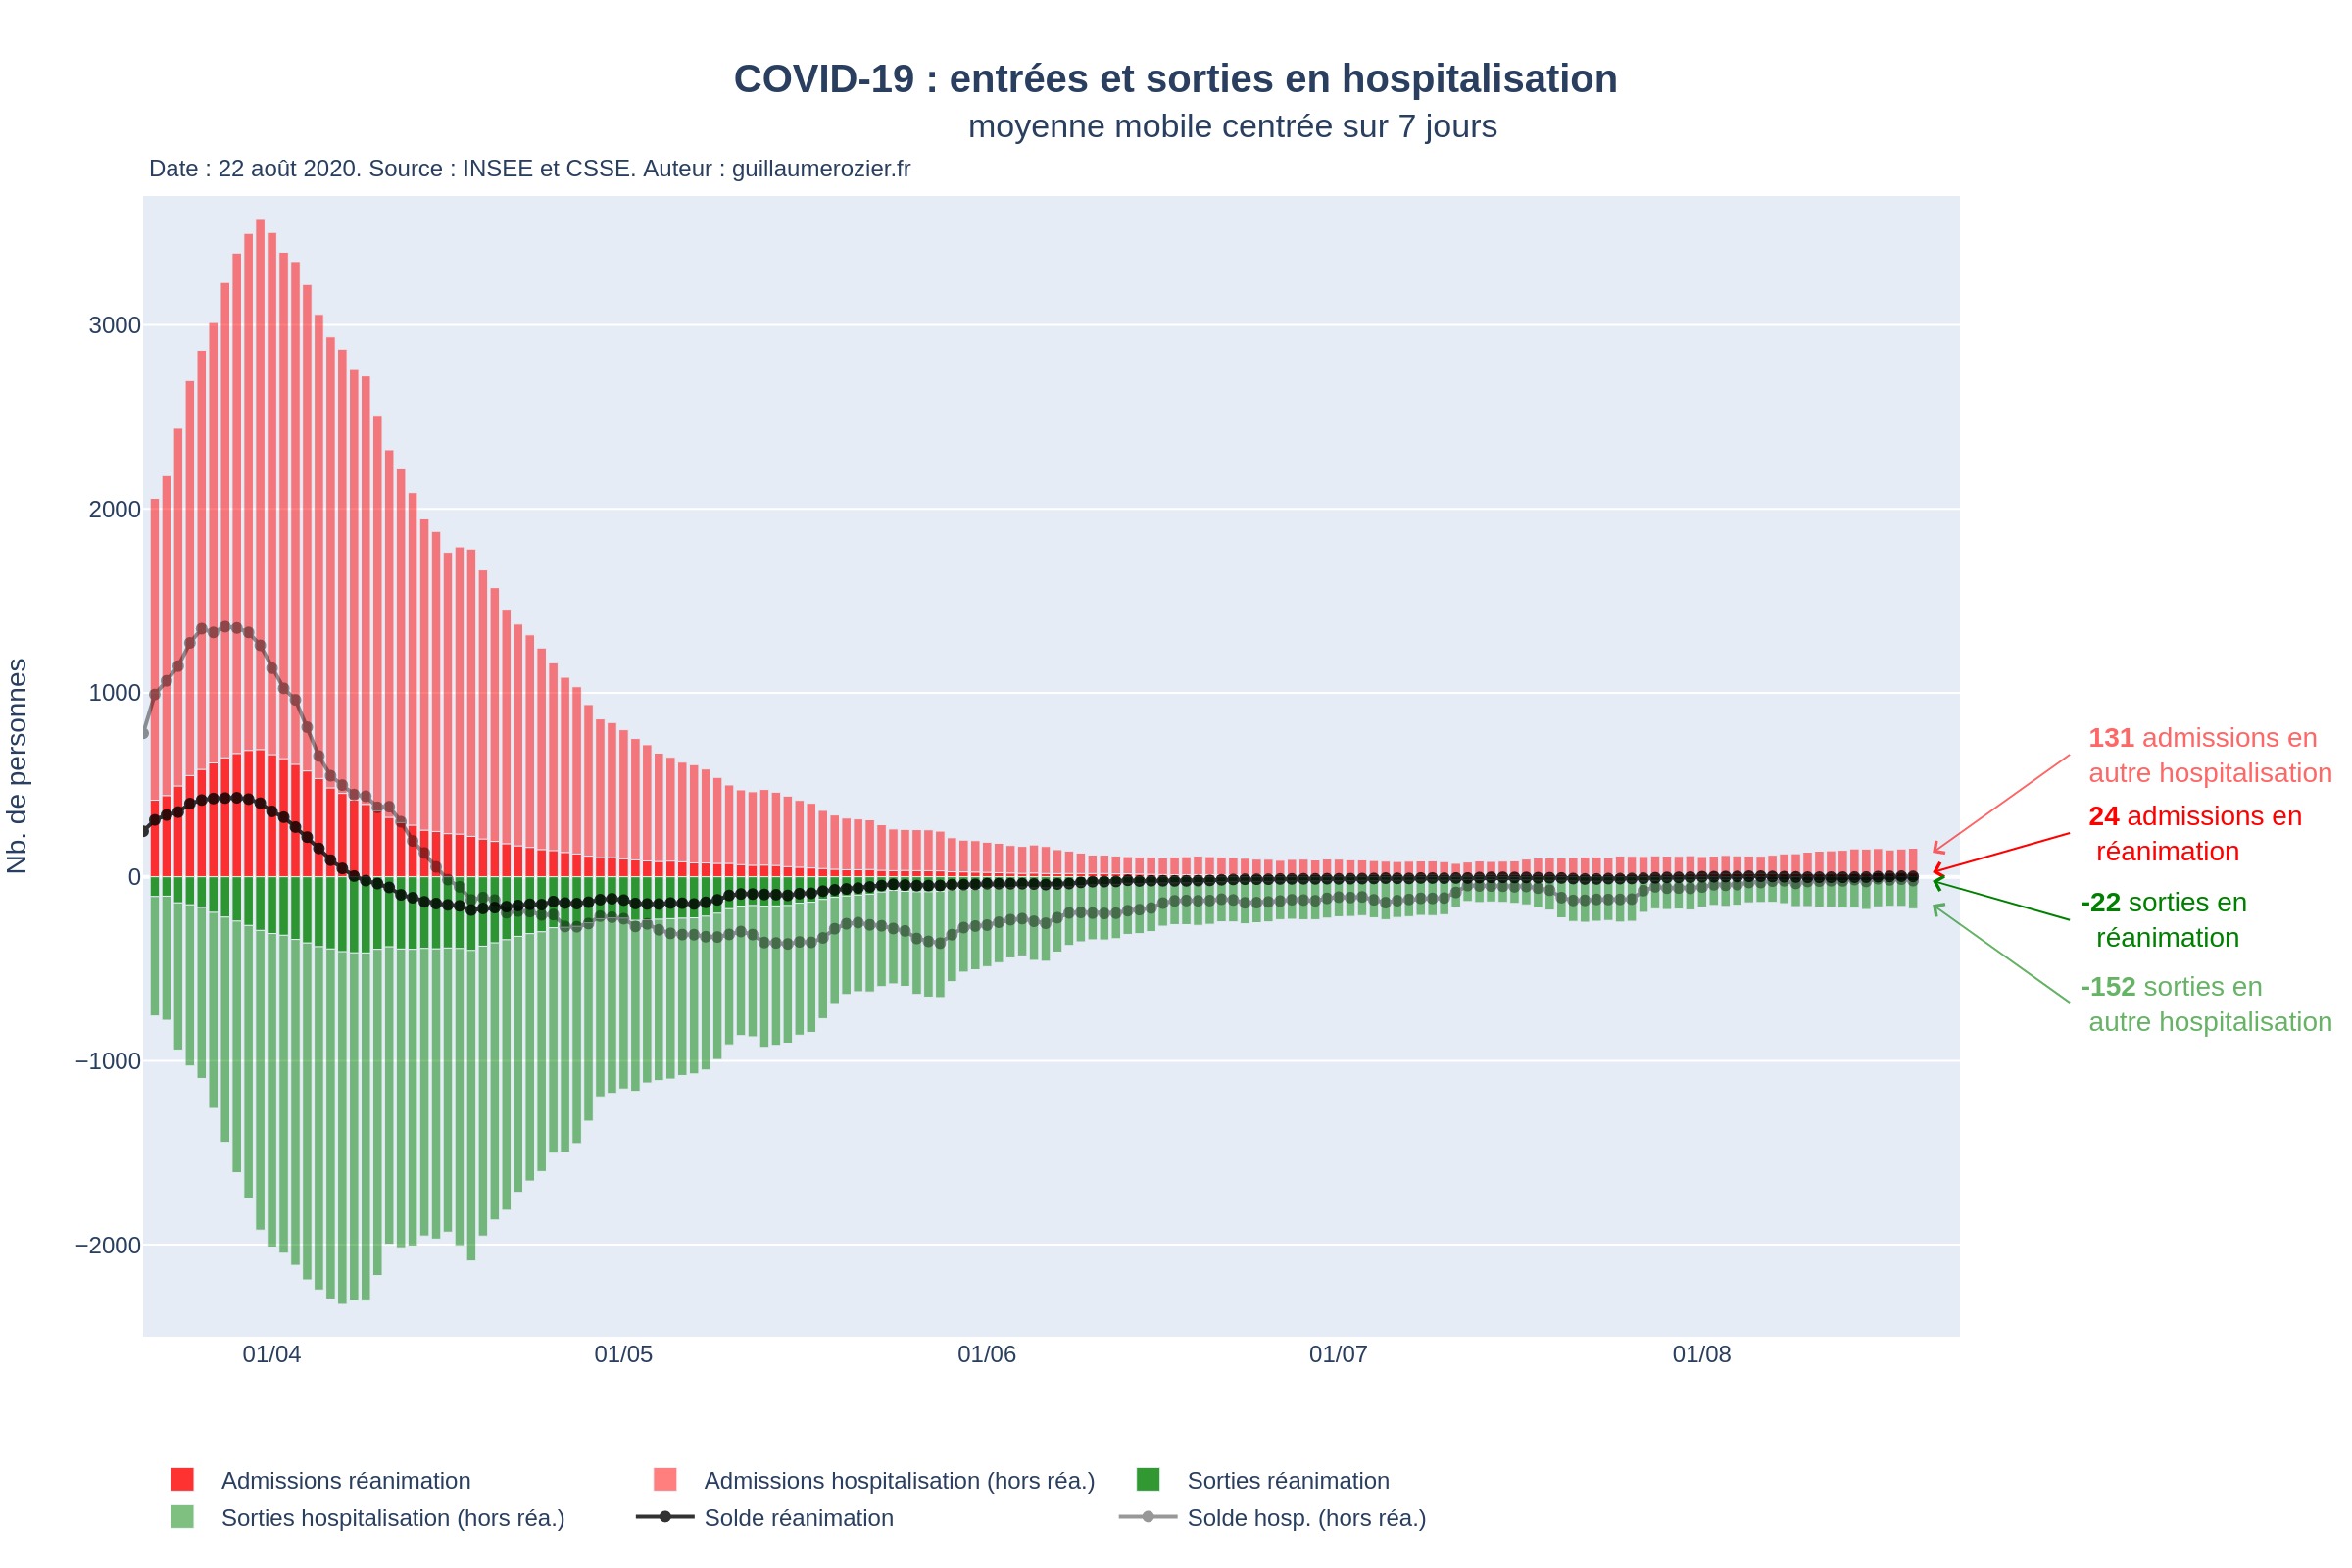 COVID-19 : entrées et sorties en hospitalisation
moyenne mobile centrée sur 7 jours
Date : 22 août 2020. Source : INSEE et CSSE. Auteur : guillaumerozier.fr
Nb. de personnes
3000
2000
1000
0
−1000
−2000
01/04
01/05
01/06
01/07
01/08
131 admissions en
autre hospitalisation
24 admissions en
réanimation
-22 sorties en
réanimation
-152 sorties en
autre hospitalisation
Admissions réanimation
Admissions hospitalisation (hors réa.)
Sorties réanimation
Sorties hospitalisation (hors réa.)
Solde réanimation
Solde hosp. (hors réa.)